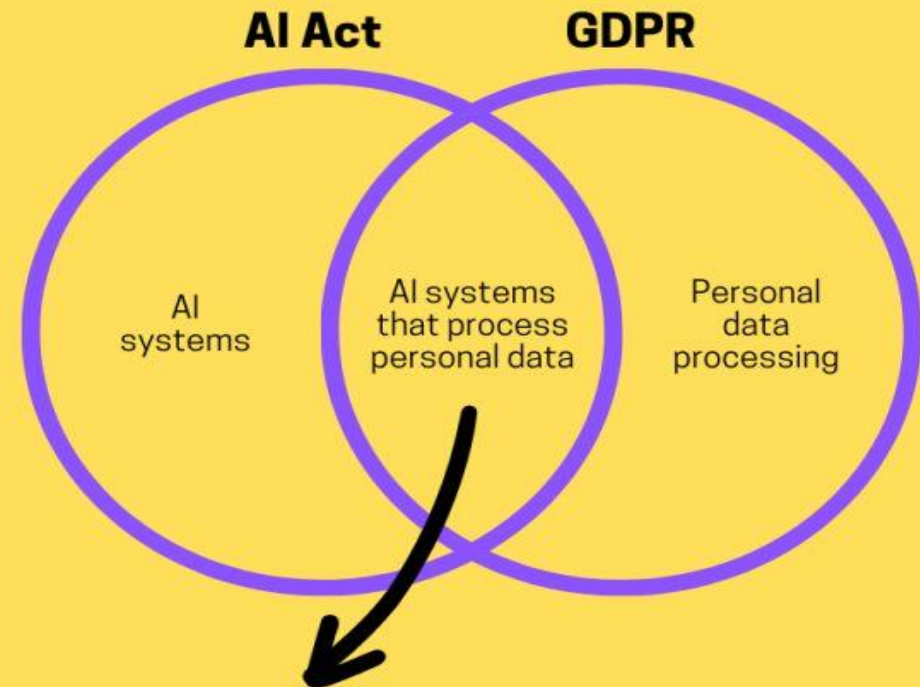 AI Act
GDPR
AI
systems
AI systems
that process
personal data
Personal
data
processing